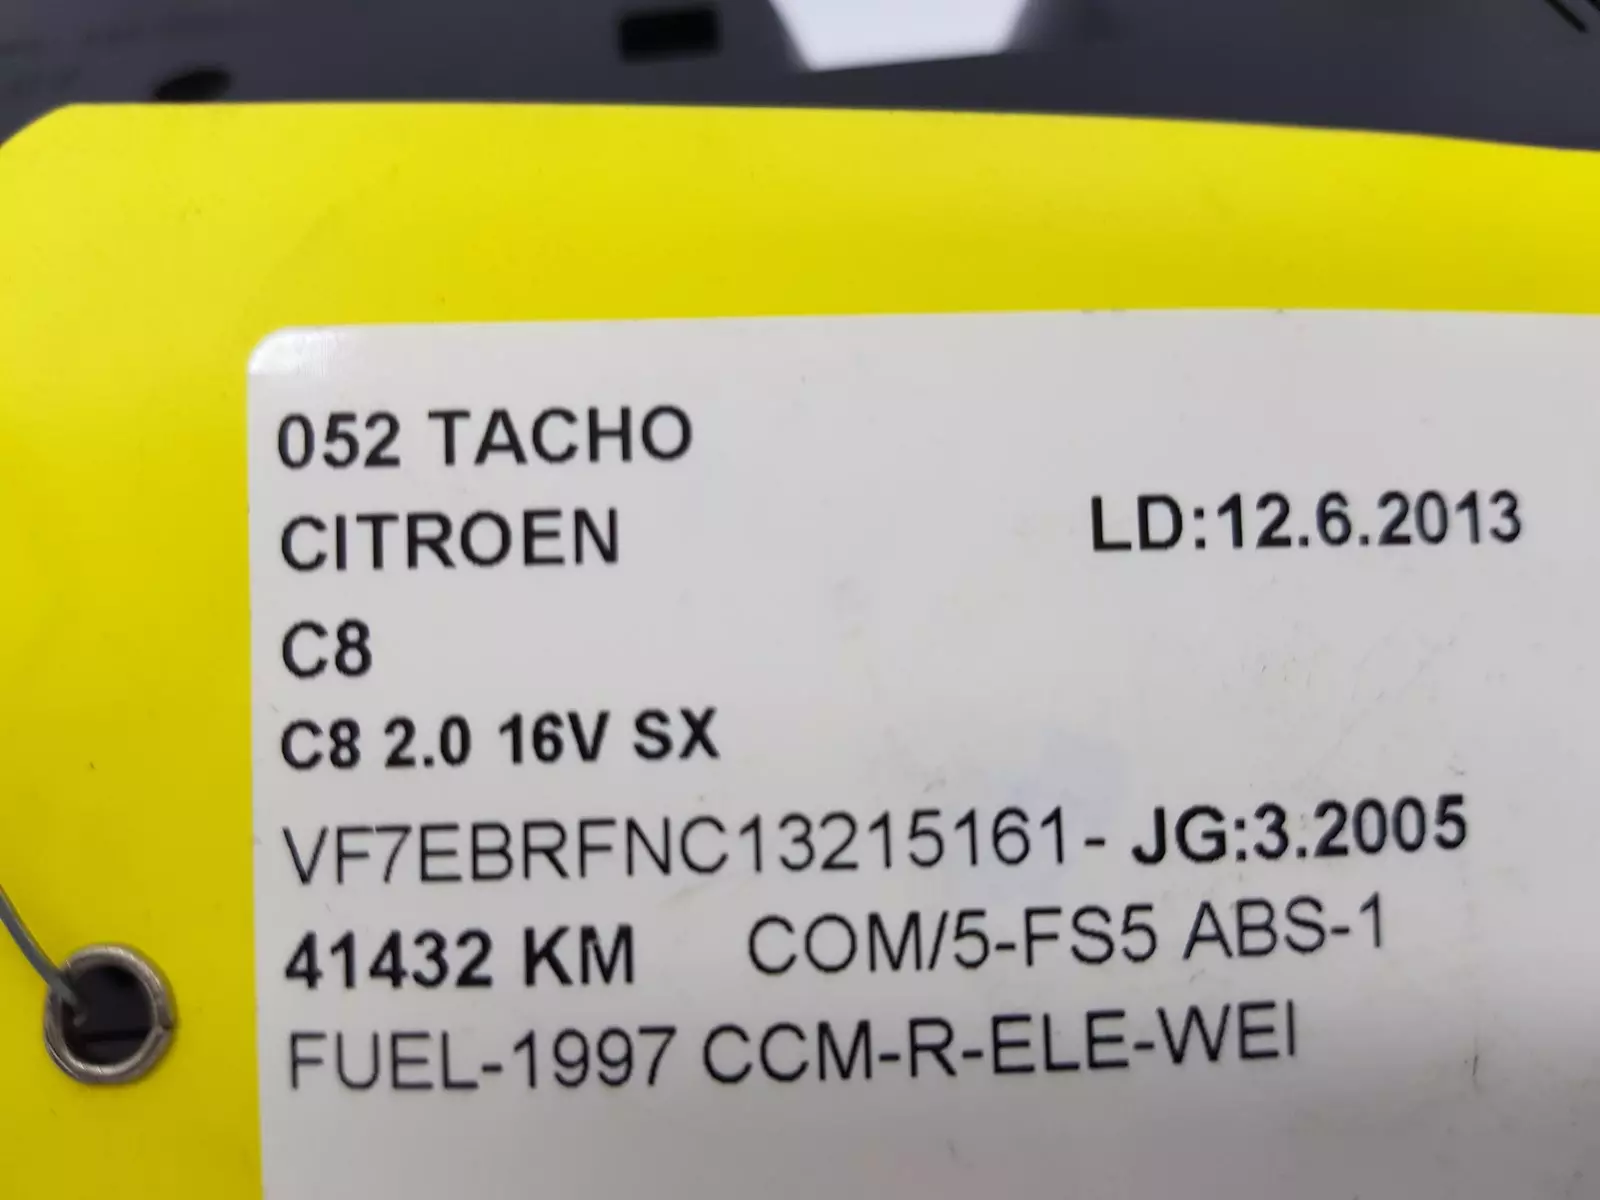 052 TACHO
CITROEN
LD:12.6.2013
C8
C8 2.0 16V SX
VF7EBRFNC13215161- JG:3.2005
41432 KM COM/5-FS5 ABS-1
FUEL-1997 CCM-R-ELE-WEI